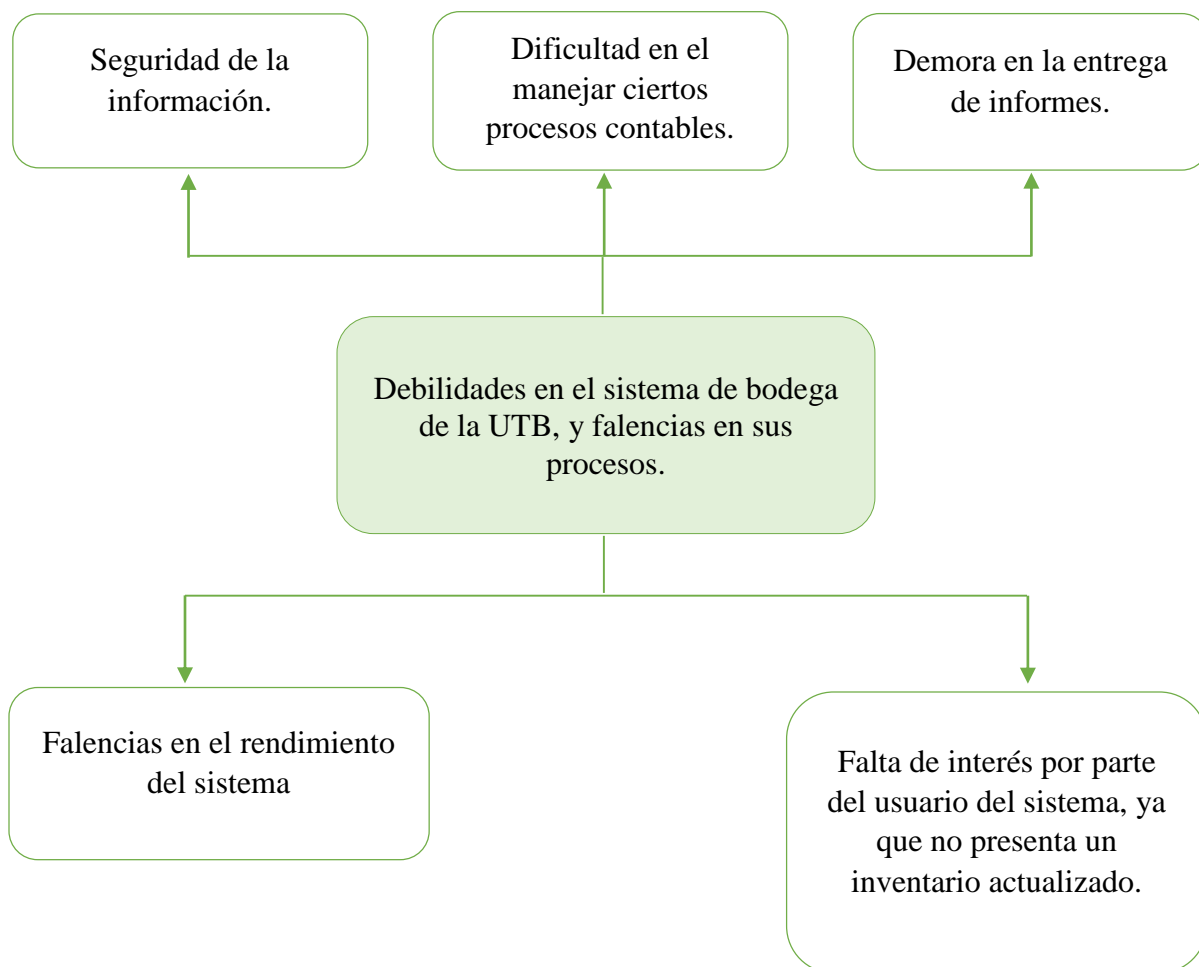 Seguridad de la
información.
Dificultad en el
manejar ciertos
procesos contables.
Demora en la entrega
de informes.
Debilidades en el sistema de bodega
de la UTB, y falencias en sus
procesos.
Falencias en el rendimiento
del sistema
Falta de interés por parte
del usuario del sistema, ya
que no presenta un
inventario actualizado.